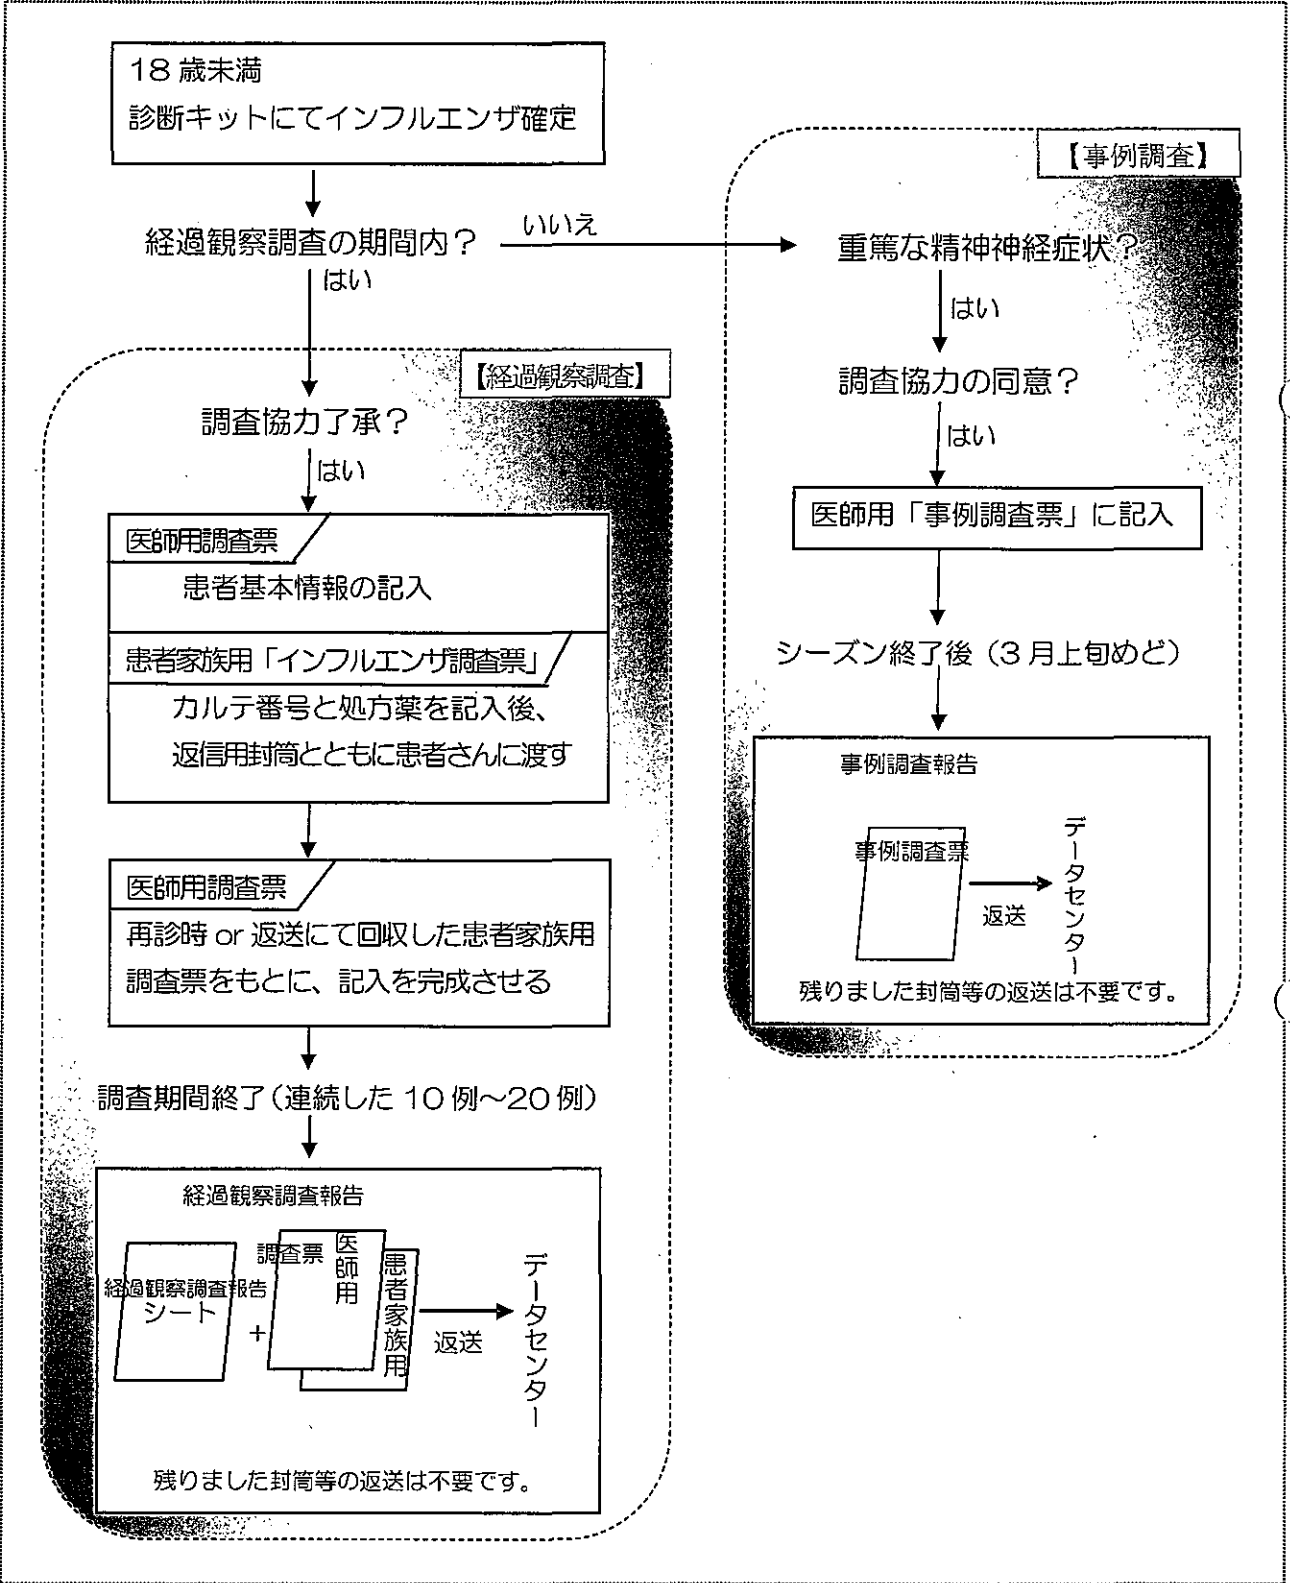 18 歳未満
診断キットにてインフルエンザ確定
経過観察調査の期間内?
いいえ
はい
【経過観察調査】
調査協力了承?
はい
医師用調査票
患者基本情報の記入
患者家族用「インフルエンザ調査票」
カルテ番号と処方薬を記入後、
返信用封筒とともに患者さんに渡す
医師用調査票
再診時 or 返送にて回収した患者家族用
調査票をもとに、記入を完成させる
調査期間終了(連続した 10 例~20 例)
経過観察調査報告
経過観察調査報告
シート
+
調査票
医師用
患者家族用
返送
データセンター
残りました封筒等の返送は不要です。
【事例調査】
重篤な精神神経症状?
はい
調査協力の同意?
はい
医師用「事例調査票」に記入
シーズン終了後(3 月上旬めど)
事例調査報告
事例調査票
返送
データセンター
残りました封筒等の返送は不要です。